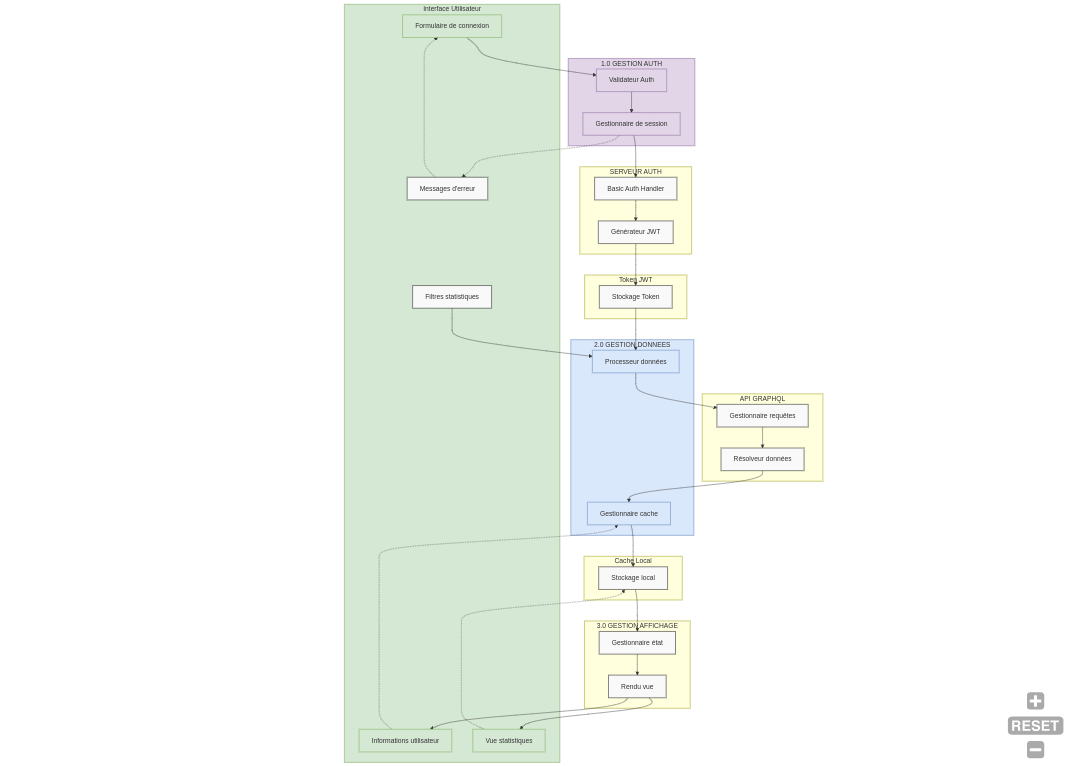 Interface Utilisateur
Formulaire de connexion
1.0 GESTION AUTH
Validateur Auth
Gestionnaire de session
SERVEUR AUTH
Messages d'erreur
Basic Auth Handler
Générateur JWT
Token JWT
Filtres statistiques
Stockage Token
2.0 GESTION DONNEES
Processeur données
API GRAPHQL
Gestionnaire requêtes
Résolveur données
Gestionnaire cache
Cache Local
Stockage local
3.0 GESTION AFFICHAGE
Gestionnaire état
Rendu vue
Informations utilisateur
Vue statistiques
RESET